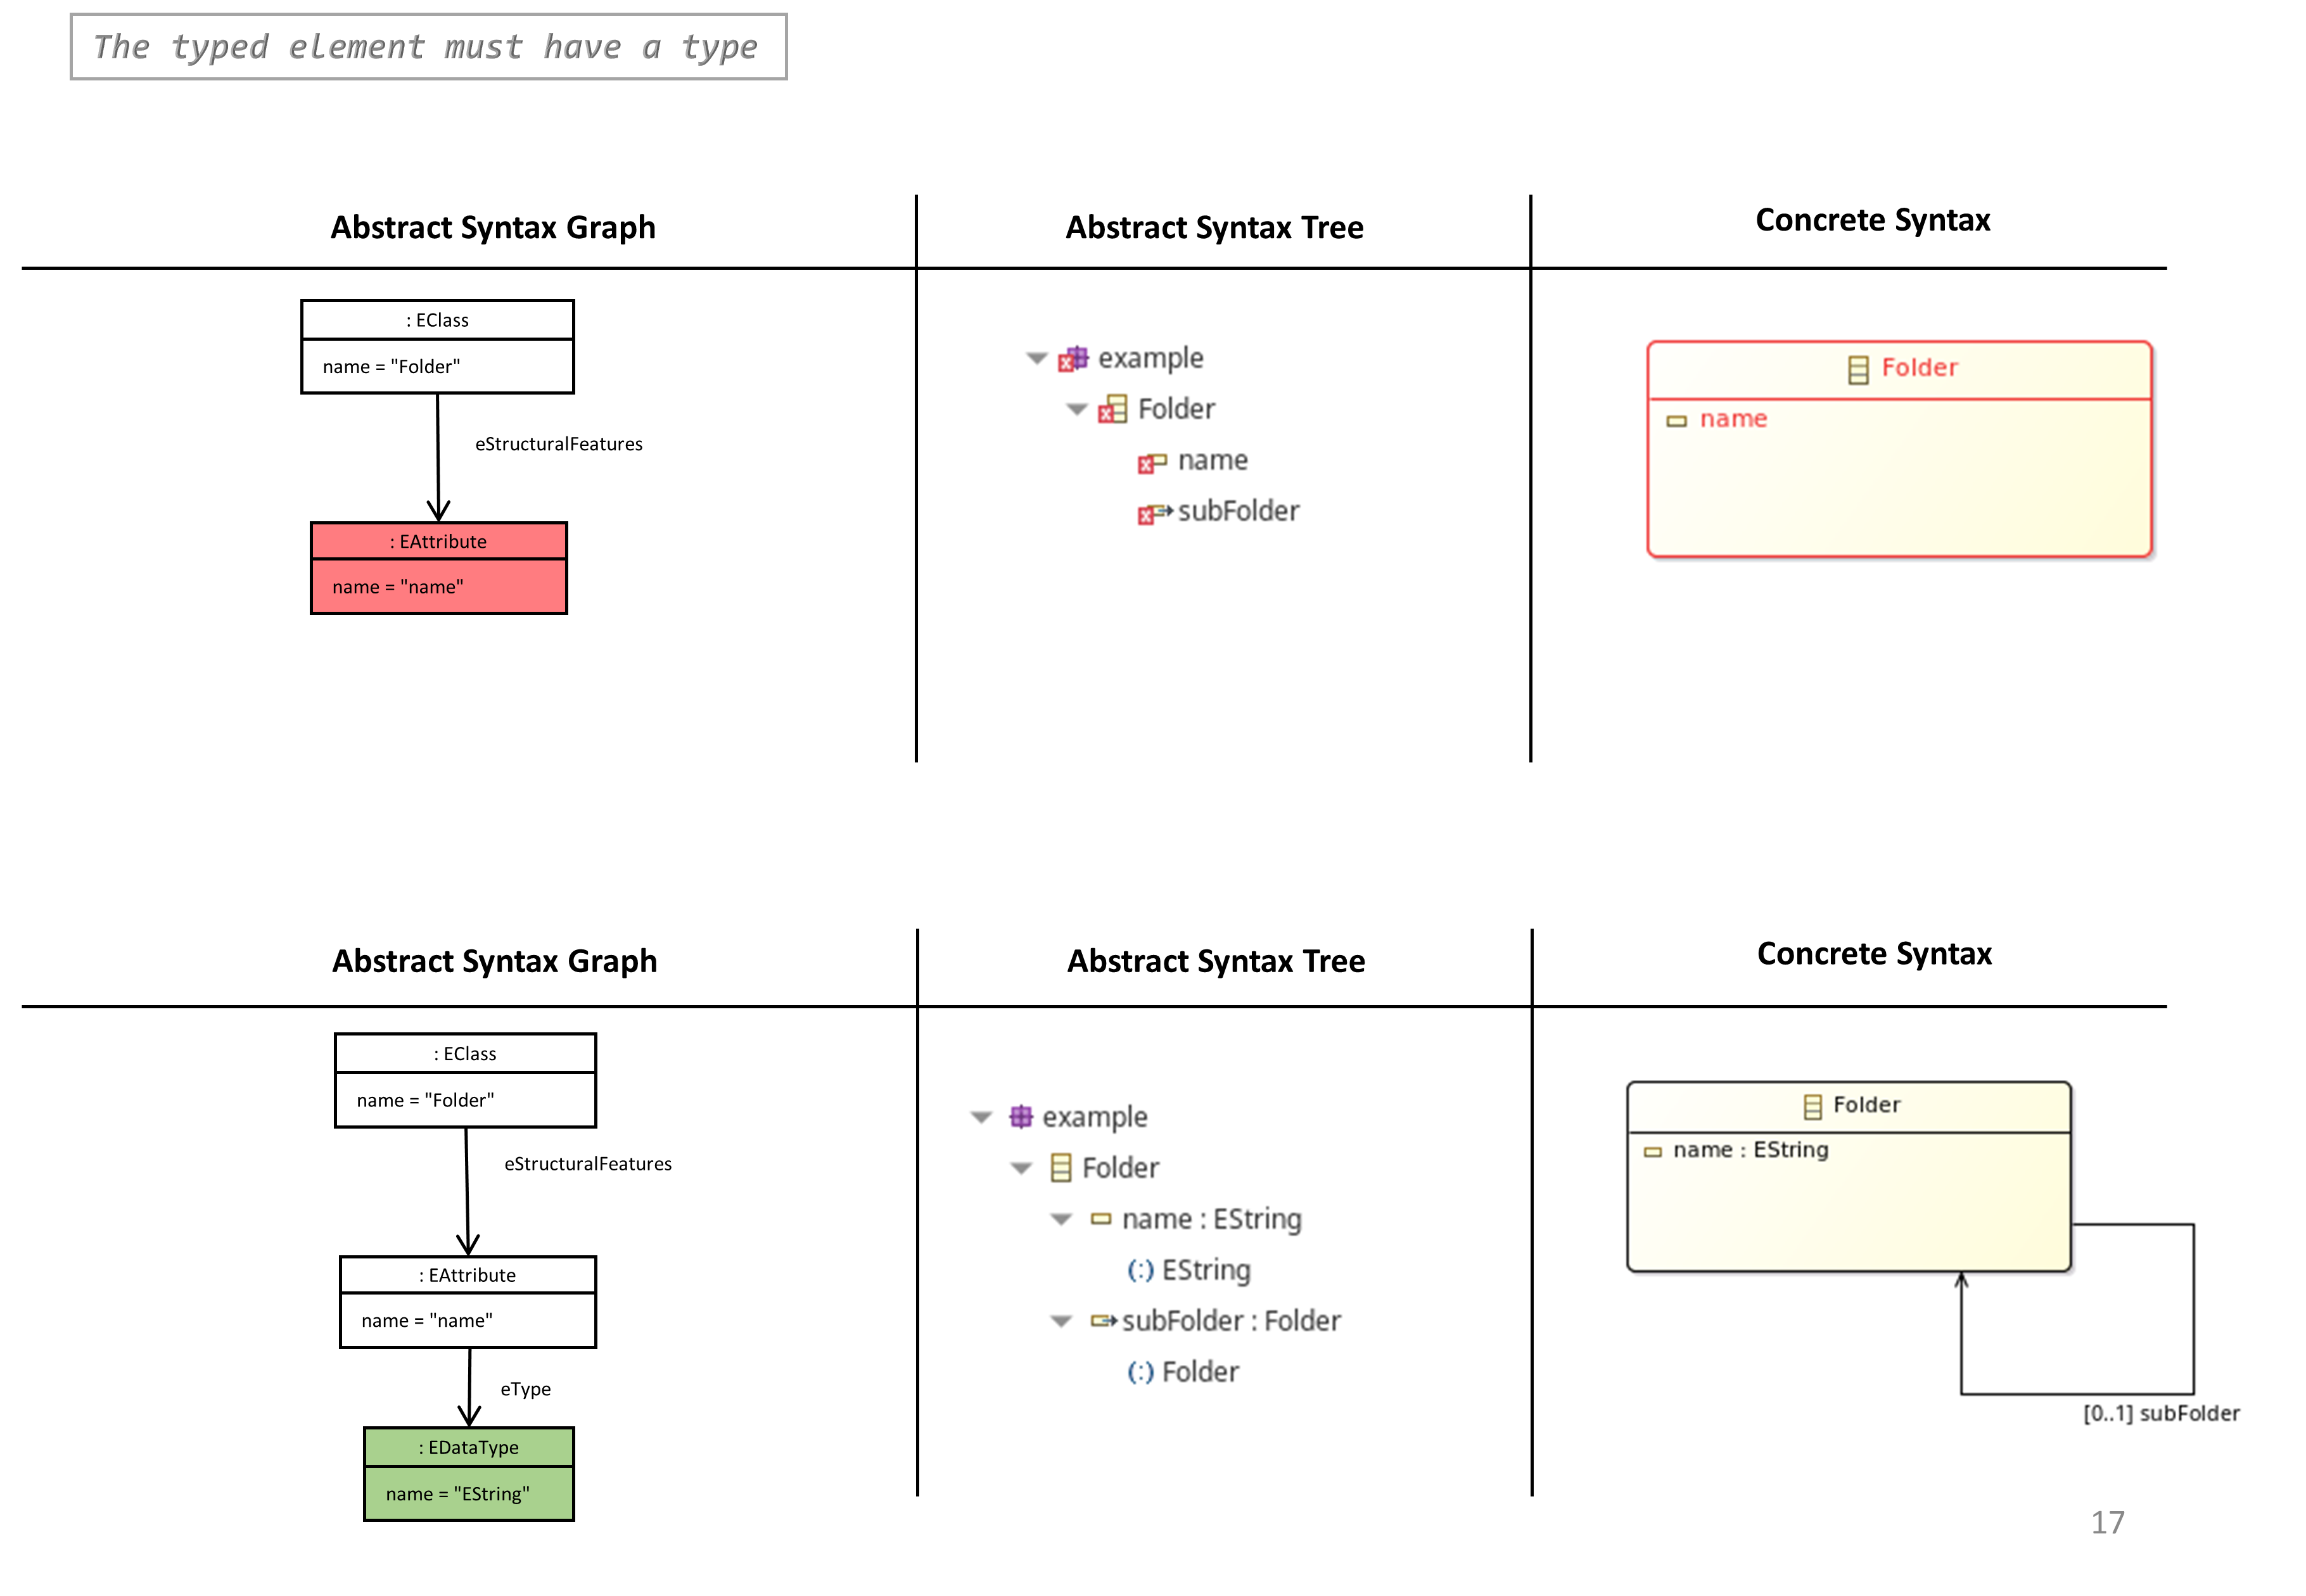 The typed element must have a type
Abstract Syntax Graph
Abstract Syntax Tree
Concrete Syntax
: EClass
name = "Folder"
eStructuralFeatures
: EAttribute
name = "name"
example
Folder
name
subFolder
Folder
name
Abstract Syntax Graph
Abstract Syntax Tree
Concrete Syntax
: EClass
name = "Folder"
eStructuralFeatures
: EAttribute
name = "name"
eType
: EDataType
name = "EString"
example
Folder
name : EString
(:) EString
subFolder : Folder
(:) Folder
Folder
name : EString
[0..1] subFolder
17